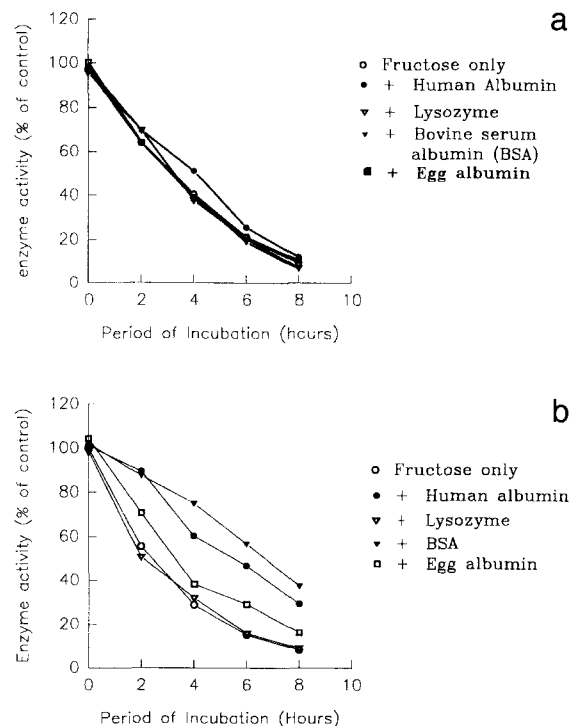 a
enzyme activity (% of control)
120
100
80
60
40
20
0
0 2 4 6 8 10
Period of Incubation (hours)
Fructose only
+ Human Albumin
+ Lysozyme
+ Bovine serum
albumin (BSA)
+ Egg albumin
b
Enzyme activity (% of control)
120
100
80
60
40
20
0
0 2 4 6 8 10
Period of Incubation (Hours)
Fructose only
+ Human albumin
+ Lysozyme
+ BSA
+ Egg albumin